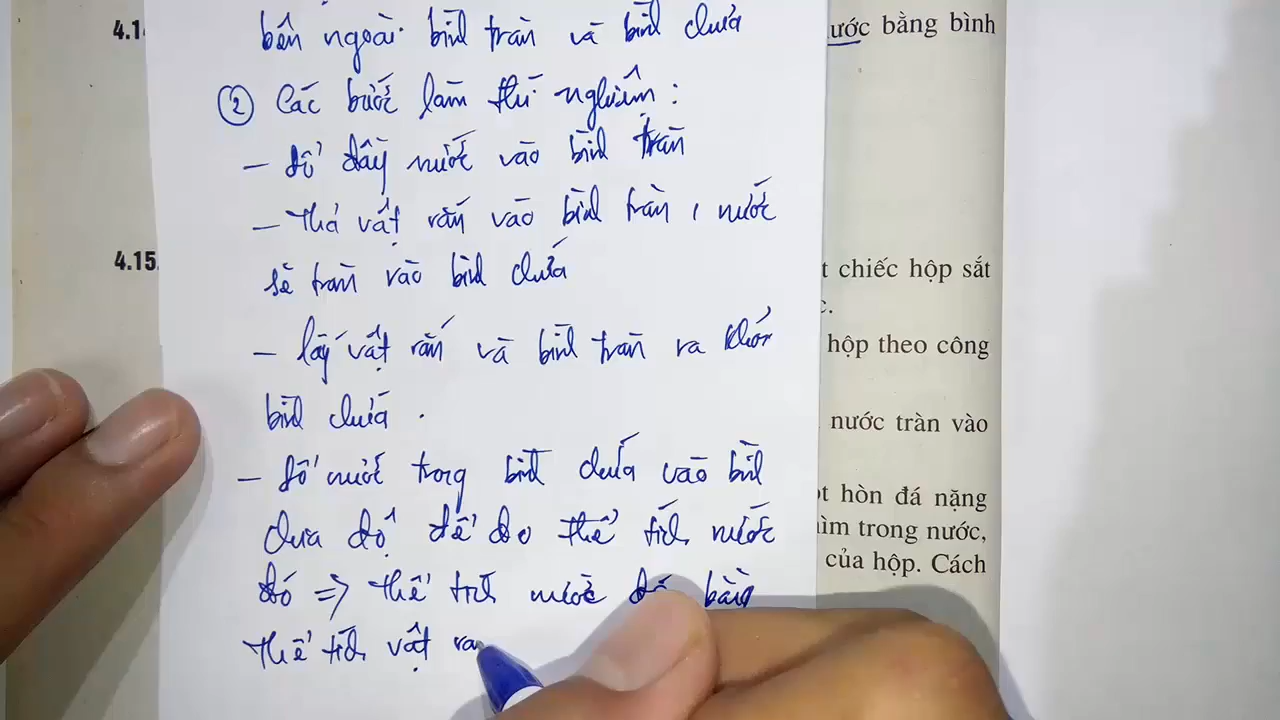 4.1
bên ngoài bình tràn và bình chứa
ước bằng bình
② Các bước làm thí nghiệm :
– đổ đầy nước vào bình tràn
– thả vật rắn vào bình tràn, nước
4.15.
sẽ tràn vào bình chứa
t chiếc hộp sắt
c.
– lấy vật rắn và bình tràn ra khỏi
hộp theo công
bình chứa .
nước tràn vào
– đổ nước trong bình chứa vào bình
ột hòn đá nặng
chia độ để đo thể tích nước
ìm trong nước,
của hộp. Cách
đó => thể tích nước đó bằng
thể tích vật